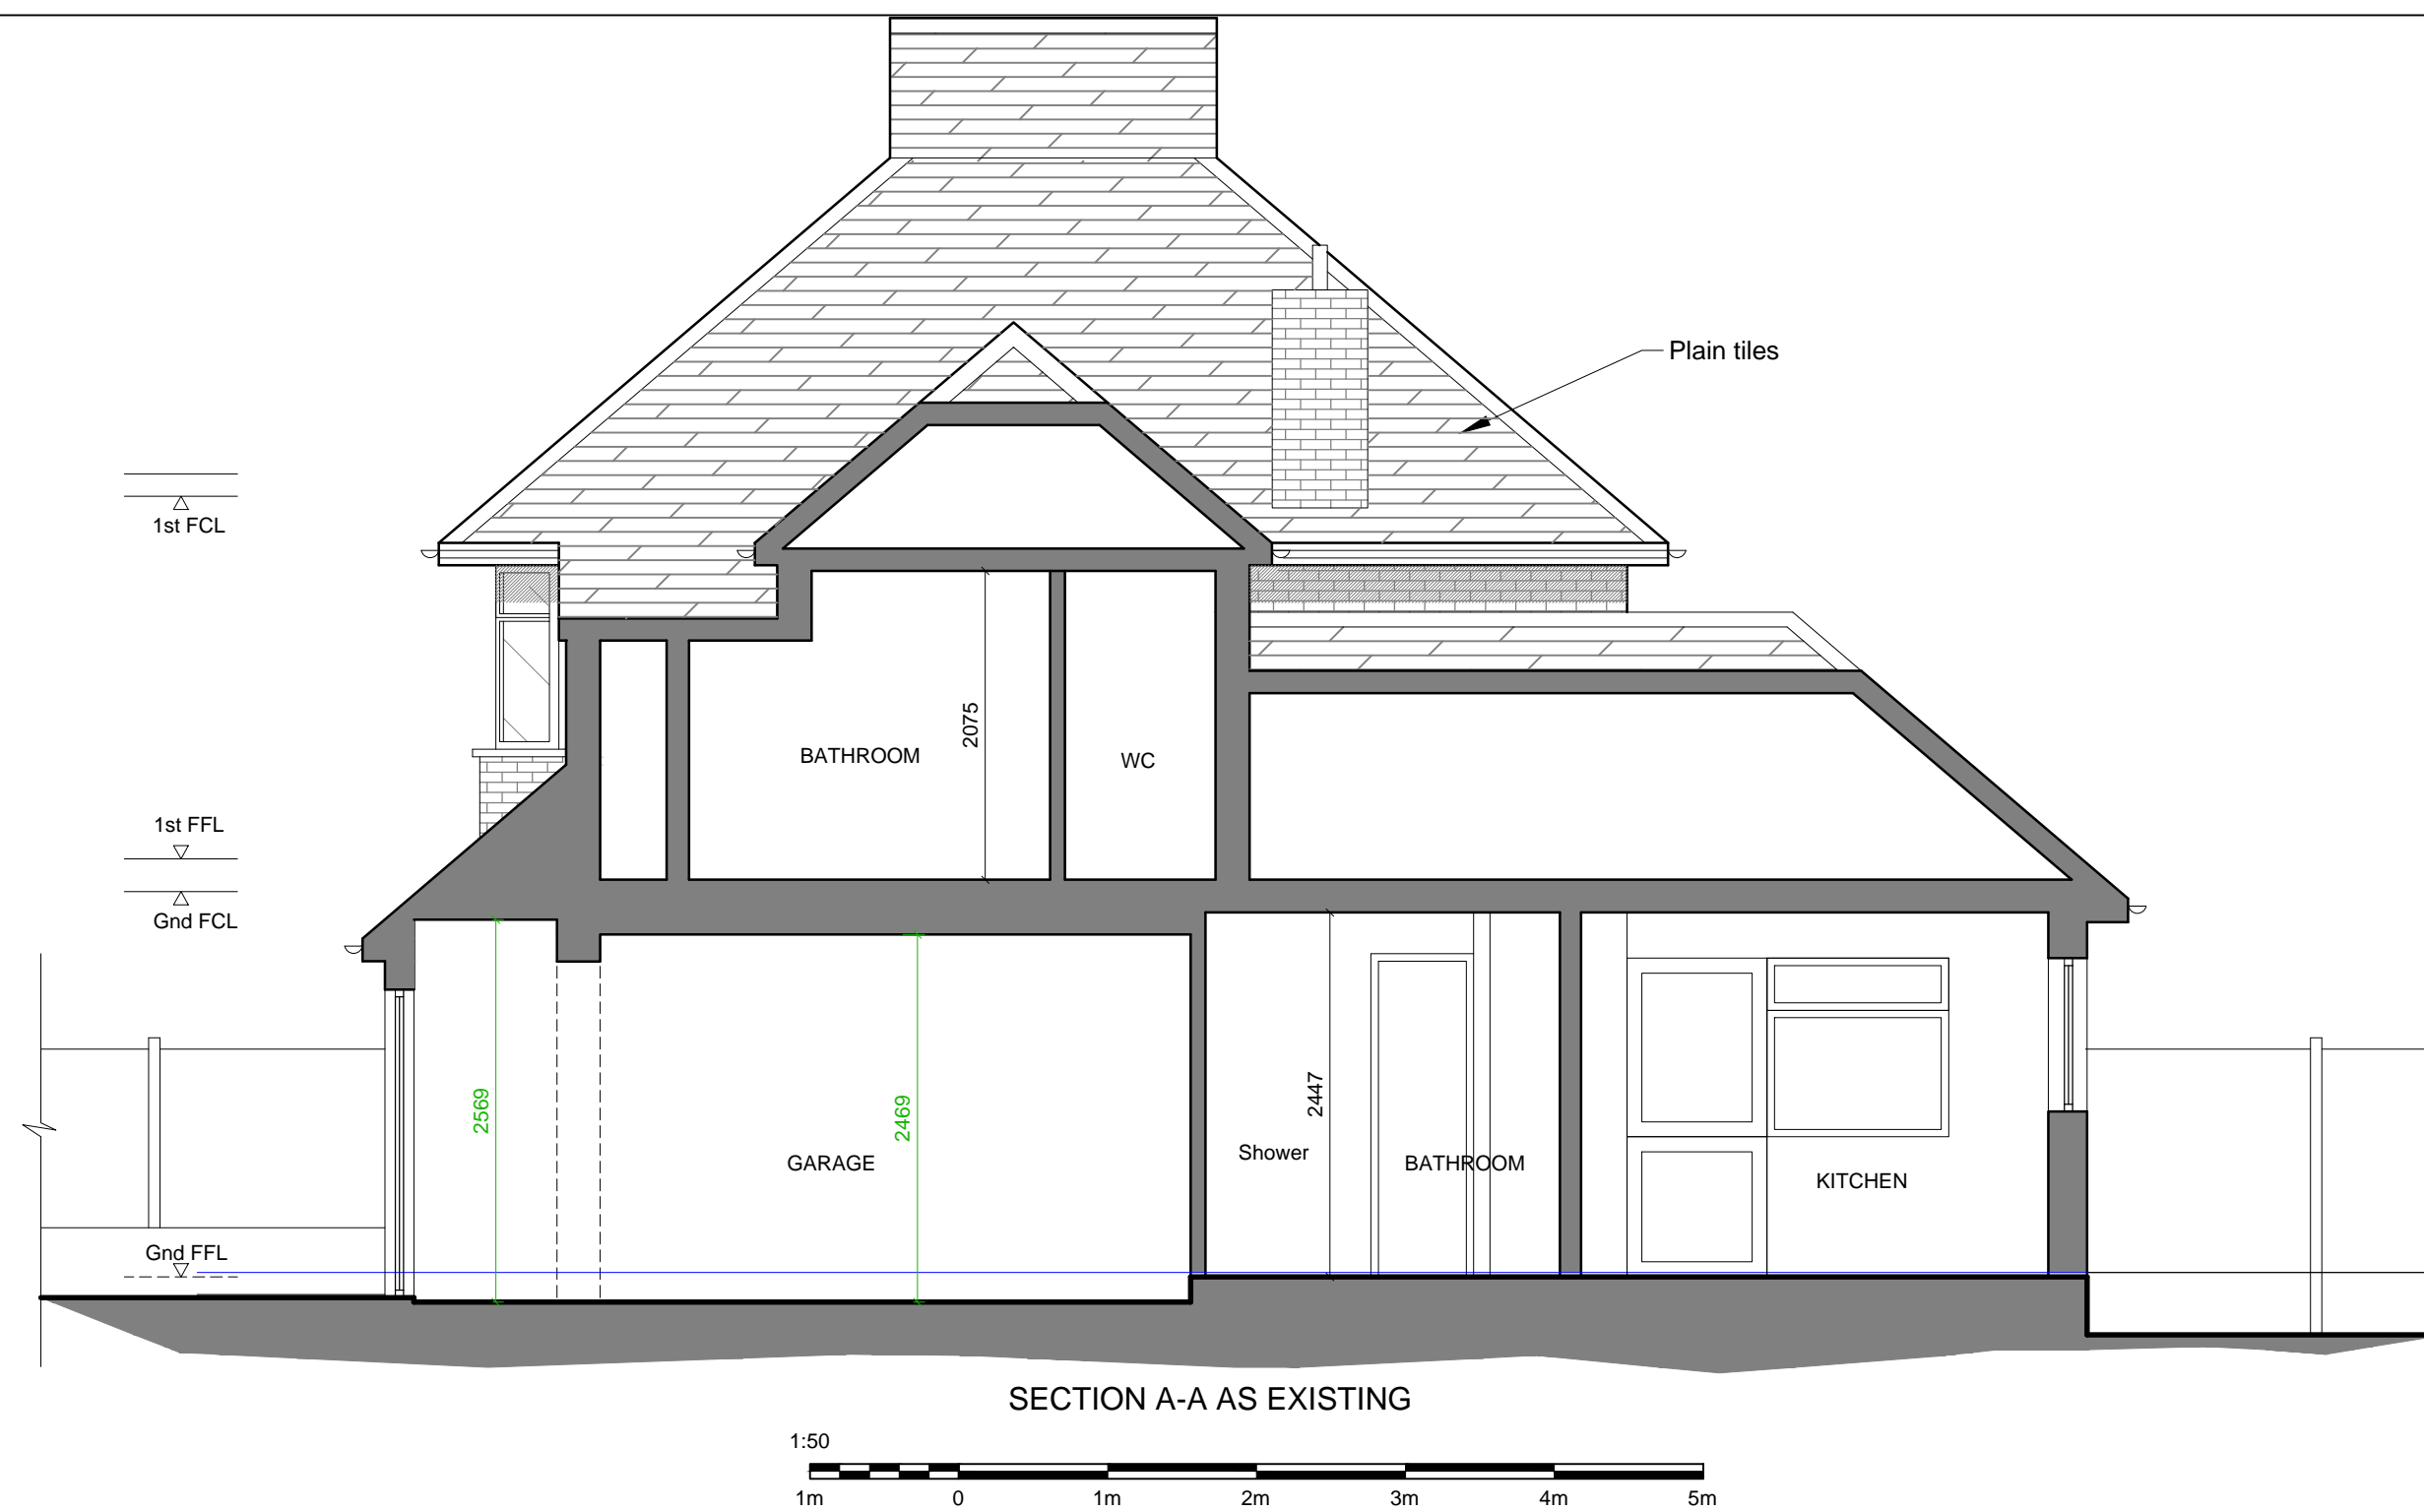 Plain tiles
1st FCL
2075
BATHROOM
WC
1st FFL
Gnd FCL
2569
2469
2447
Shower
BATHROOM
GARAGE
KITCHEN
Gnd FFL
SECTION A-A AS EXISTING
1:50
1m 0 1m 2m 3m 4m 5m